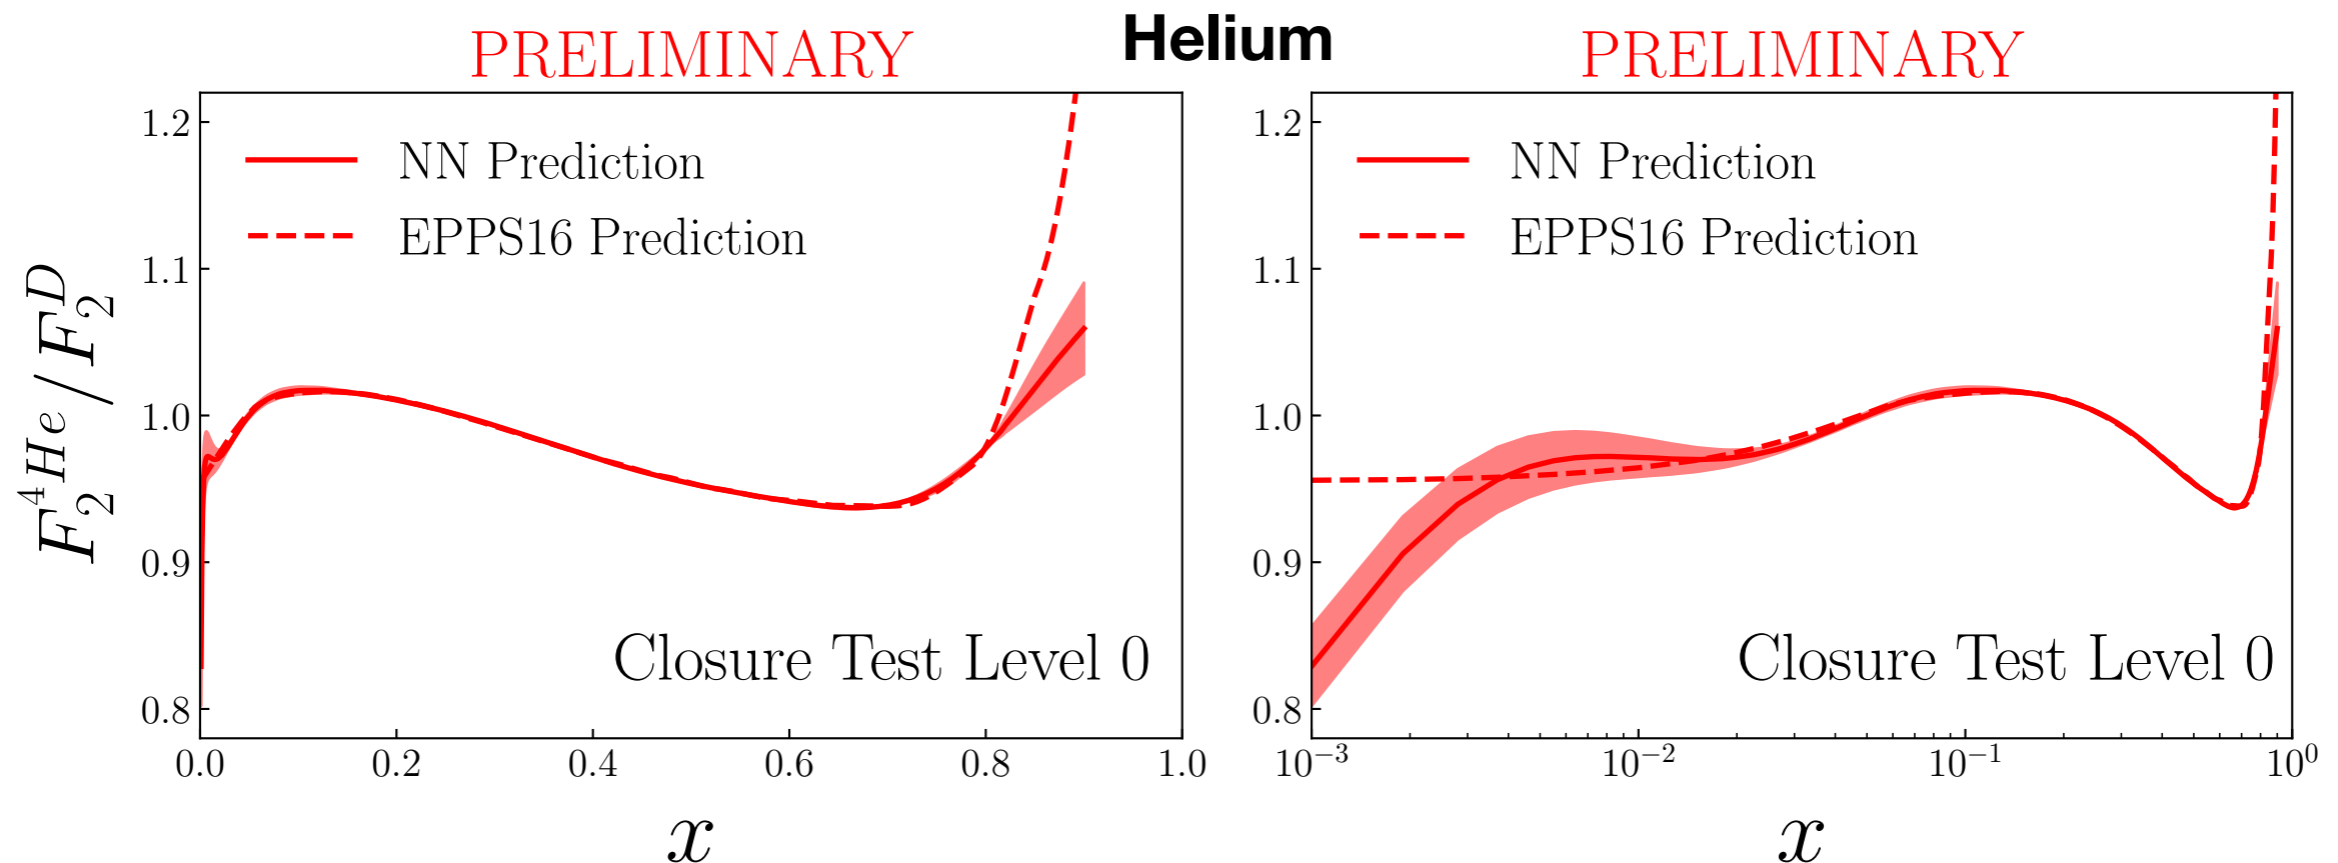 Helium
PRELIMINARY
F_2^{^4He} / F_2^D
1.2
1.1
1.0
0.9
0.8
NN Prediction
EPPS16 Prediction
Closure Test Level 0
0.0 0.2 0.4 0.6 0.8 1.0
x
PRELIMINARY
1.2
1.1
1.0
0.9
0.8
NN Prediction
EPPS16 Prediction
Closure Test Level 0
10⁻³ 10⁻² 10⁻¹ 10⁰
x